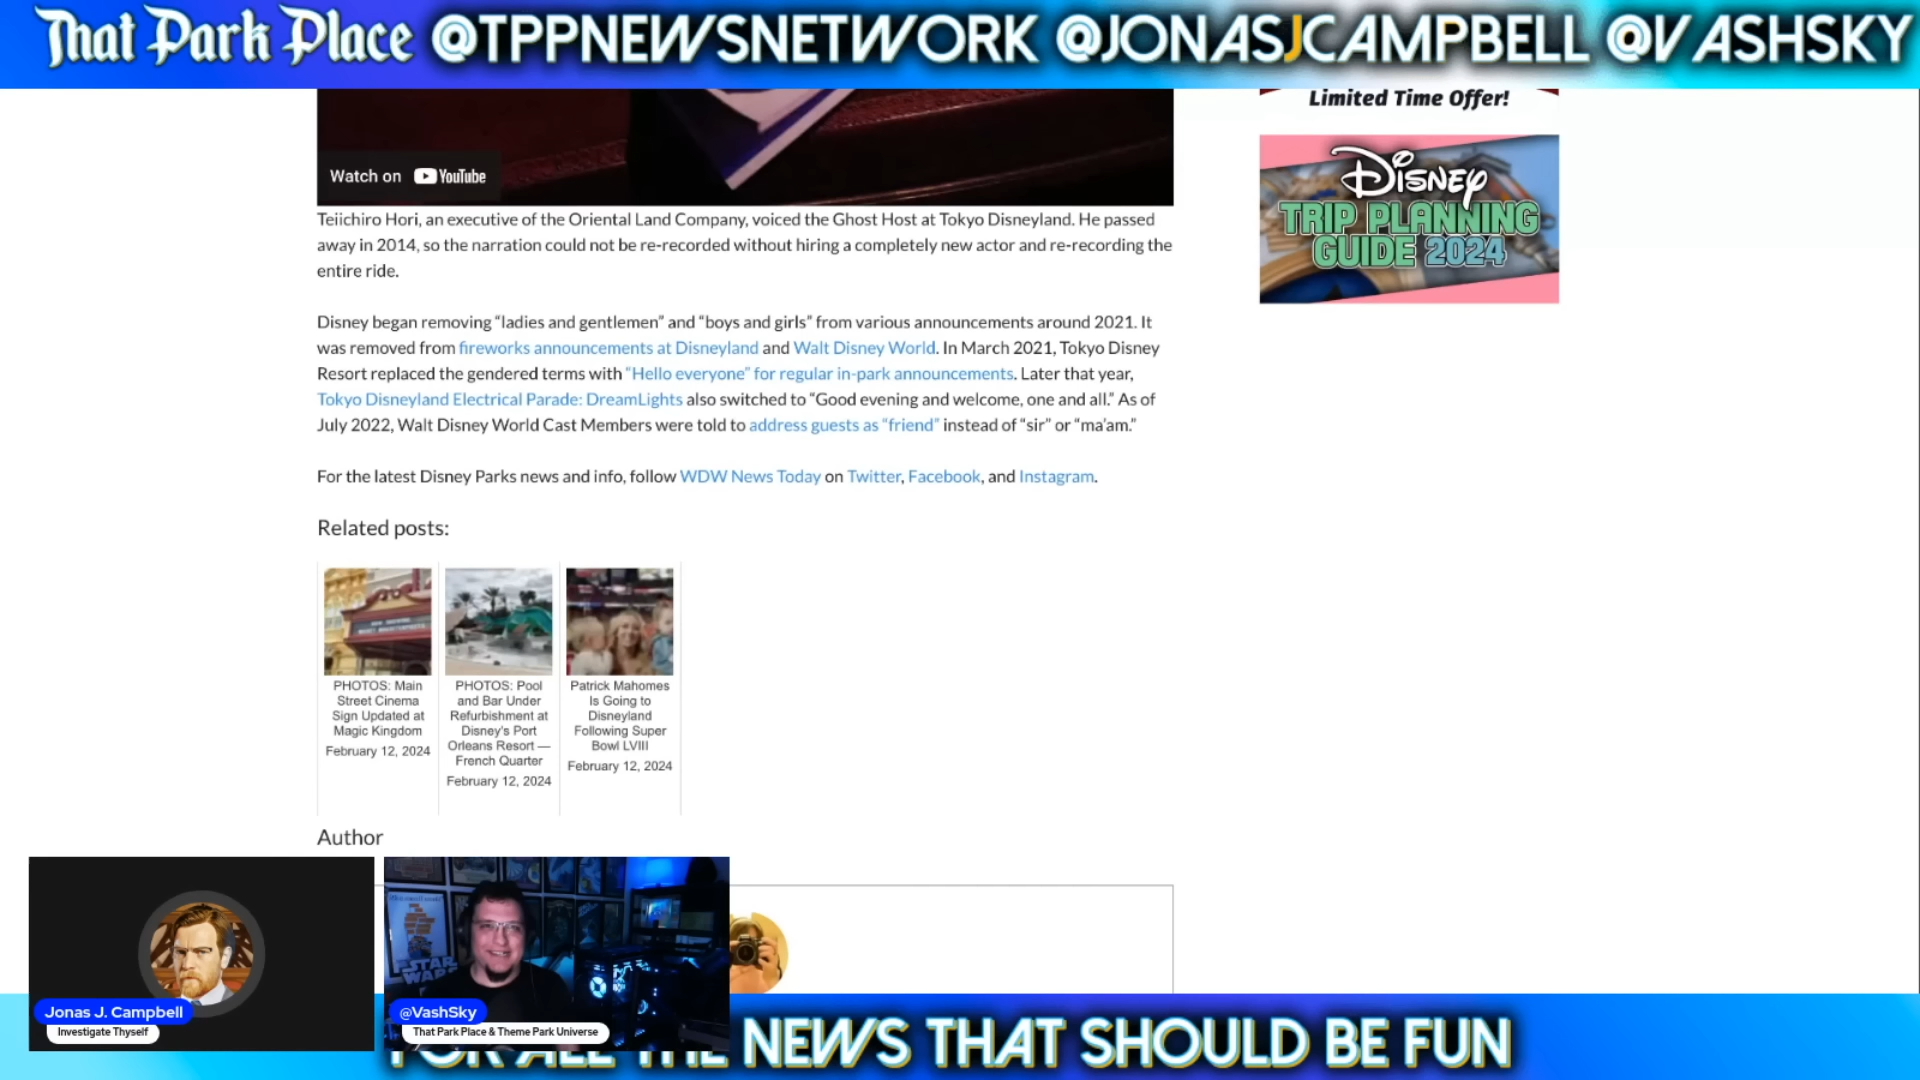 That Park Place @TPPNEWSNETWORK @JONASJCAMPBELL @VASHSKY
Limited Time Offer!
Watch on YouTube
DISNEY
TRIP PLANNING
GUIDE 2024
Teiichiro Hori, an executive of the Oriental Land Company, voiced the Ghost Host at Tokyo Disneyland. He passed
away in 2014, so the narration could not be re-recorded without hiring a completely new actor and re-recording the
entire ride.
Disney began removing “ladies and gentlemen” and “boys and girls” from various announcements around 2021. It
was removed from fireworks announcements at Disneyland and Walt Disney World. In March 2021, Tokyo Disney
Resort replaced the gendered terms with “Hello everyone” for regular in-park announcements. Later that year,
Tokyo Disneyland Electrical Parade: DreamLights also switched to “Good evening and welcome, one and all.” As of
July 2022, Walt Disney World Cast Members were told to address guests as “friend” instead of “sir” or “ma’am.”
For the latest Disney Parks news and info, follow WDW News Today on Twitter, Facebook, and Instagram.
Related posts:
PHOTOS: Main
Street Cinema
Sign Updated at
Magic Kingdom
February 12, 2024
PHOTOS: Pool
and Bar Under
Refurbishment at
Disney's Port
Orleans Resort —
French Quarter
February 12, 2024
Patrick Mahomes
Is Going to
Disneyland
Following Super
Bowl LVIII
February 12, 2024
Author
STAR
WARS
Jonas J. Campbell
Investigate Thyself
@VashSky
That Park Place & Theme Park Universe
FOR ALL THE NEWS THAT SHOULD BE FUN